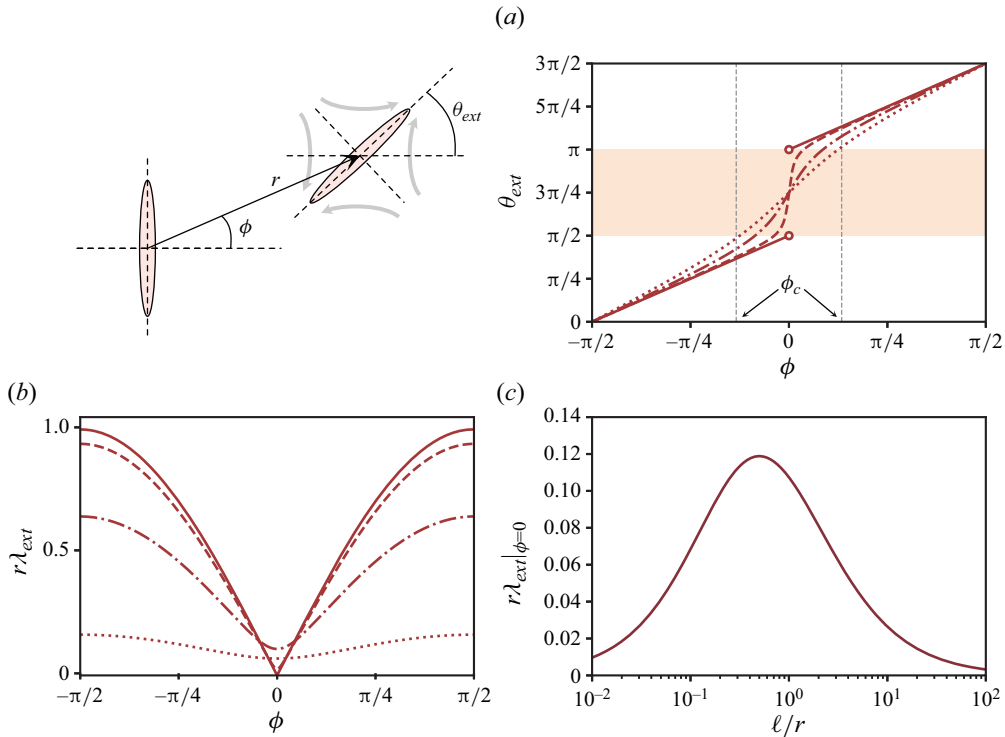 (a)
θext
r
ϕ
3π/2
5π/4
π
3π/4
π/2
π/4
0
θext
ϕc
−π/2
−π/4
0
π/4
π/2
ϕ
(b)
1.0
0.5
0
rλext
−π/2
−π/4
0
π/4
π/2
ϕ
(c)
0.14
0.12
0.10
0.08
0.06
0.04
0.02
0
rλext|ϕ=0
10−2
10−1
100
101
102
ℓ/r